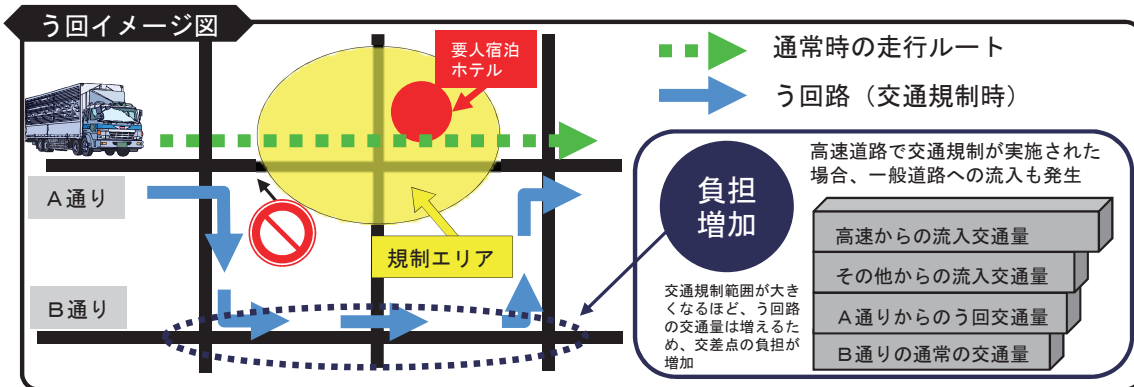 う回イメージ図
要人宿泊
ホテル
通常時の走行ルート
う回路（交通規制時）
A通り
規制エリア
B通り
負担
増加
高速道路で交通規制が実施された
場合、一般道路への流入も発生
交通規制範囲が大き
くなるほど、う回路
の交通量は増えるた
め、交差点の負担が
増加
高速からの流入交通量
その他からの流入交通量
A通りからのう回交通量
B通りの通常の交通量